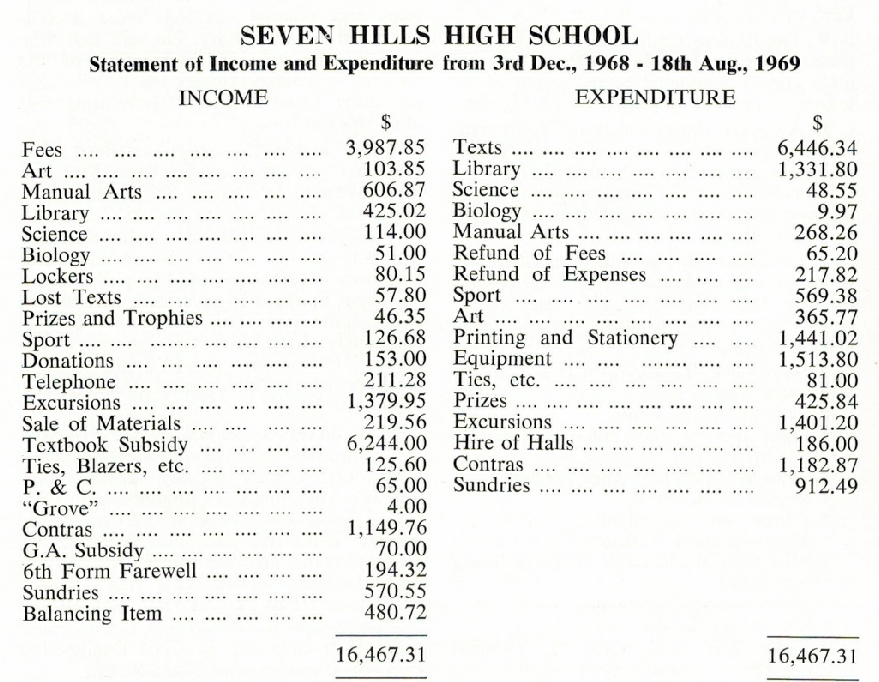 SEVEN HILLS HIGH SCHOOL
Statement of Income and Expenditure from 3rd Dec., 1968 - 18th Aug., 1969
INCOME
$
Fees .... .... .... .... .... .... .... 3,987.85
Art .... .... .... .... .... .... .... .... 103.85
Manual Arts .... .... .... .... .... 606.87
Library .... .... .... .... .... .... .... 425.02
Science .... .... .... .... .... .... .... 114.00
Biology .... .... .... .... .... .... .... 51.00
Lockers .... .... .... .... .... .... .... 80.15
Lost Texts .... .... .... .... .... .... 57.80
Prizes and Trophies .... .... .... .... 46.35
Sport .... .... ........ .... .... .... .... 126.68
Donations .... .... .... .... .... .... 153.00
Telephone .... .... .... .... .... .... 211.28
Excursions .... .... .... .... .... .... 1,379.95
Sale of Materials .... .... .... .... 219.56
Textbook Subsidy .... .... .... .... 6,244.00
Ties, Blazers, etc. .... .... .... .... 125.60
P. & C. .... .... .... .... .... .... .... 65.00
"Grove" .... .... .... .... .... .... .... 4.00
Contras .... .... .... .... .... .... .... 1,149.76
G.A. Subsidy .... .... .... .... .... 70.00
6th Form Farewell .... .... .... .... 194.32
Sundries .... .... .... .... .... .... .... 570.55
Balancing Item .... .... .... .... .... 480.72
16,467.31
EXPENDITURE
$
Texts .... .... .... .... .... .... .... .... 6,446.34
Library .... .... .... .... .... .... .... 1,331.80
Science .... .... .... .... .... .... .... 48.55
Biology .... .... .... .... .... .... .... 9.97
Manual Arts .... .... .... .... .... .... 268.26
Refund of Fees .... .... .... .... 65.20
Refund of Expenses .... .... .... 217.82
Sport .... .... .... .... .... .... .... 569.38
Art .... .... .... .... .... .... .... .... 365.77
Printing and Stationery .... .... 1,441.02
Equipment .... .... ........ .... .... 1,513.80
Ties, etc. .... .... .... .... .... .... 81.00
Prizes .... .... .... .... .... .... .... 425.84
Excursions .... .... .... .... .... .... 1,401.20
Hire of Halls .... .... .... .... .... .... 186.00
Contras .... .... .... .... .... .... .... 1,182.87
Sundries .... .... .... .... .... .... .... 912.49
16,467.31